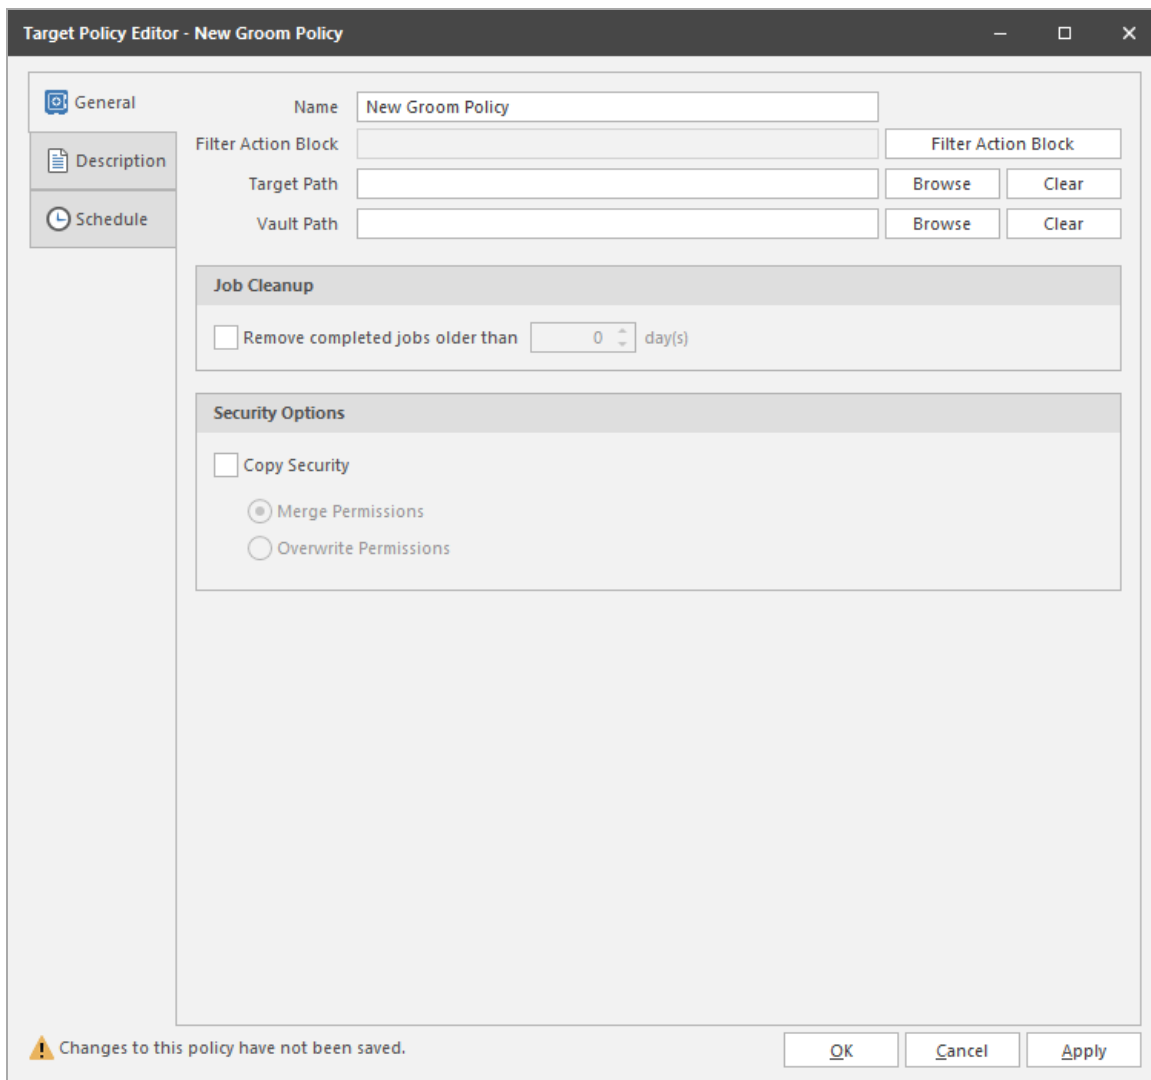 Target Policy Editor - New Groom Policy
General
Description
Schedule
Name New Groom Policy
Filter Action Block Filter Action Block
Target Path Browse Clear
Vault Path Browse Clear
Job Cleanup
Remove completed jobs older than 0 day(s)
Security Options
Copy Security
Merge Permissions
Overwrite Permissions
Changes to this policy have not been saved.
OK Cancel Apply